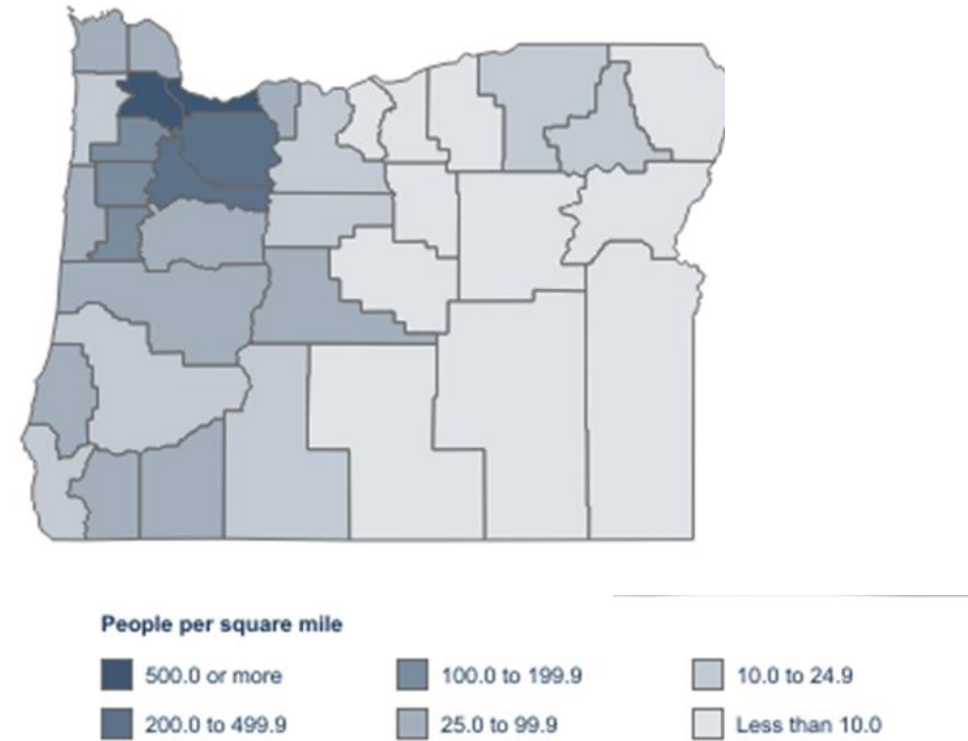 People per square mile
500.0 or more
100.0 to 199.9
10.0 to 24.9
200.0 to 499.9
25.0 to 99.9
Less than 10.0